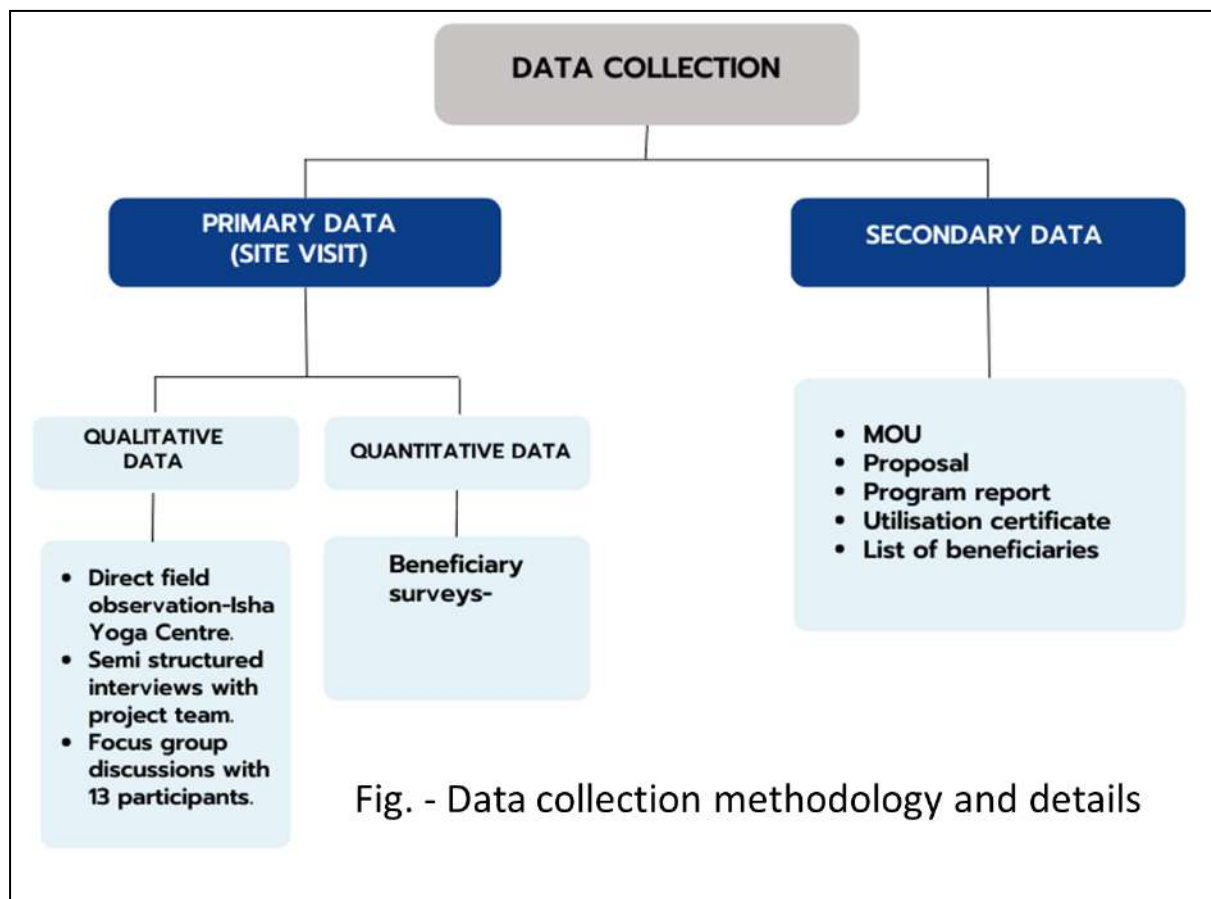 DATA COLLECTION
PRIMARY DATA
(SITE VISIT)
SECONDARY DATA
QUALITATIVE
DATA
QUANTITATIVE DATA
• Direct field
observation-Isha
Yoga Centre.
• Semi structured
interviews with
project team.
• Focus group
discussions with
13 participants.
Beneficiary
surveys-
• MOU
• Proposal
• Program report
• Utilisation certificate
• List of beneficiaries
Fig. - Data collection methodology and details